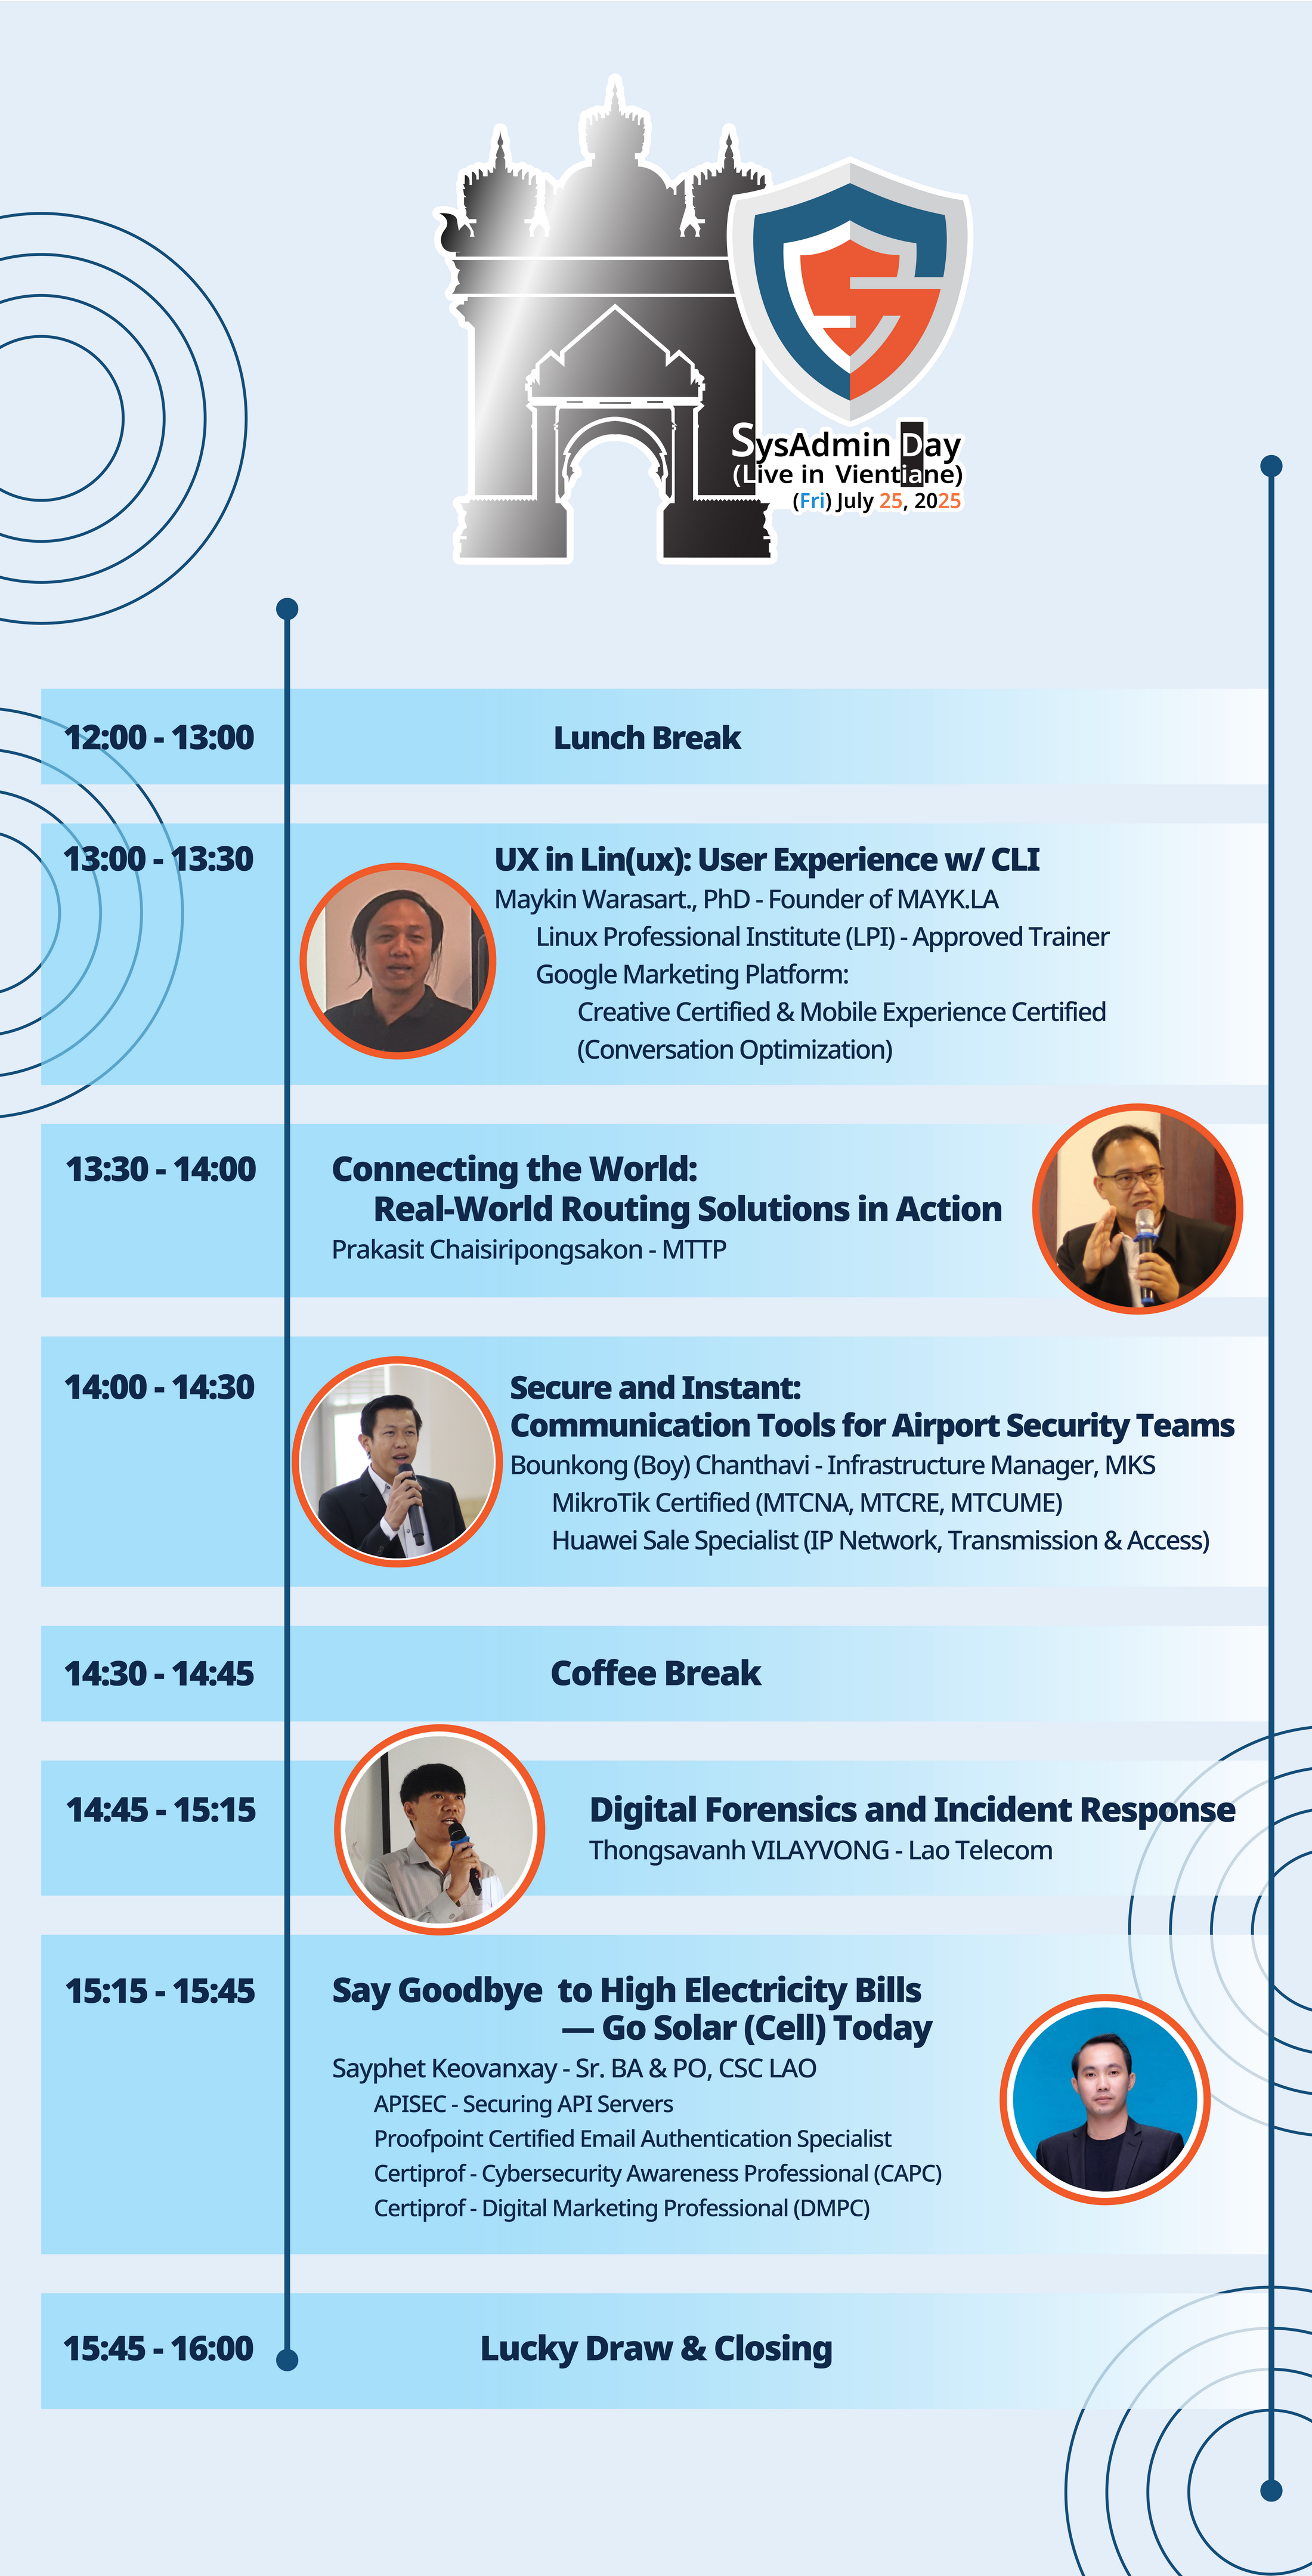 SysAdmin Day
(Live in Vientiane)
(Fri) July 25, 2025
12:00 - 13:00
Lunch Break
13:00 - 13:30
UX in Lin(ux): User Experience w/ CLI
Maykin Warasart., PhD - Founder of MAYK.LA
Linux Professional Institute (LPI) - Approved Trainer
Google Marketing Platform:
Creative Certified & Mobile Experience Certified
(Conversation Optimization)
13:30 - 14:00
Connecting the World:
Real-World Routing Solutions in Action
Prakasit Chaisiripongsakon - MTTP
14:00 - 14:30
Secure and Instant:
Communication Tools for Airport Security Teams
Bounkong (Boy) Chanthavi - Infrastructure Manager, MKS
MikroTik Certified (MTCNA, MTCRE, MTCUME)
Huawei Sale Specialist (IP Network, Transmission & Access)
14:30 - 14:45
Coffee Break
14:45 - 15:15
Digital Forensics and Incident Response
Thongsavanh VILAYVONG - Lao Telecom
15:15 - 15:45
Say Goodbye  to High Electricity Bills
— Go Solar (Cell) Today
Sayphet Keovanxay - Sr. BA & PO, CSC LAO
APISEC - Securing API Servers
Proofpoint Certified Email Authentication Specialist
Certiprof - Cybersecurity Awareness Professional (CAPC)
Certiprof - Digital Marketing Professional (DMPC)
15:45 - 16:00
Lucky Draw & Closing